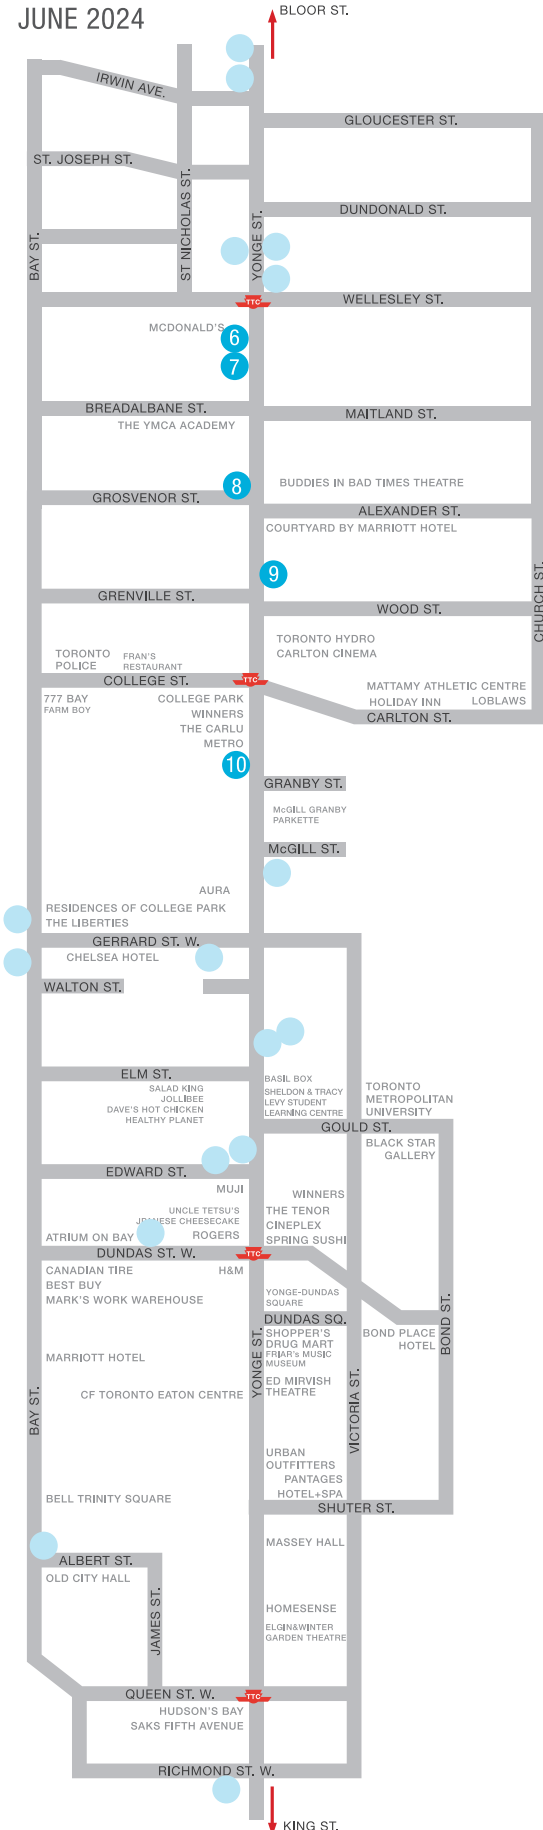 JUNE 2024
BLOOR ST.
IRWIN AVE.
GLOUCESTER ST.
ST. JOSEPH ST.
ST NICHOLAS ST.
DUNDONALD ST.
BAY ST.
YONGE ST.
TTC
WELLESLEY ST.
MCDONALD'S
6
7
BREADALBANE ST.
MAITLAND ST.
THE YMCA ACADEMY
8
BUDDIES IN BAD TIMES THEATRE
GROSVENOR ST.
ALEXANDER ST.
COURTYARD BY MARRIOTT HOTEL
9
CHURCH ST.
GRENVILLE ST.
WOOD ST.
TORONTO
POLICE
FRAN'S
RESTAURANT
TORONTO HYDRO
CARLTON CINEMA
COLLEGE ST.
TTC
MATTAMY ATHLETIC CENTRE
HOLIDAY INN
LOBLAWS
CARLTON ST.
777 BAY
FARM BOY
COLLEGE PARK
WINNERS
THE CARLU
METRO
10
GRANBY ST.
McGILL GRANBY
PARKETTE
McGILL ST.
AURA
RESIDENCES OF COLLEGE PARK
THE LIBERTIES
GERRARD ST. W.
CHELSEA HOTEL
WALTON ST.
ELM ST.
SALAD KING
JOLLIBEE
DAVE'S HOT CHICKEN
HEALTHY PLANET
BASIL BOX
SHELDON & TRACY
LEVY STUDENT
LEARNING CENTRE
TORONTO
METROPOLITAN
UNIVERSITY
GOULD ST.
BLACK STAR
GALLERY
EDWARD ST.
MUJI
WINNERS
UNCLE TETSU'S
CHEESECAKE
ROGERS
THE TENOR
CINEPLEX
SPRING SUSHI
ATRIUM ON BAY
DUNDAS ST. W.
TTC
CANADIAN TIRE
BEST BUY
MARK'S WORK WAREHOUSE
H&M
YONGE-DUNDAS
SQUARE
DUNDAS SQ.
BOND ST.
SHOPPER'S
DRUG MART
FRIAR's MUSIC
MUSEUM
BOND PLACE
HOTEL
MARRIOTT HOTEL
YONGE ST.
ED MIRVISH
THEATRE
CF TORONTO EATON CENTRE
BAY ST.
VICTORIA ST.
URBAN
OUTFITTERS
PANTAGES
HOTEL+SPA
BELL TRINITY SQUARE
SHUTER ST.
MASSEY HALL
ALBERT ST.
OLD CITY HALL
JAMES ST.
HOMESENSE
ELGIN&WINTER
GARDEN THEATRE
QUEEN ST. W.
TTC
HUDSON'S BAY
SAKS FIFTH AVENUE
RICHMOND ST. W.
KING ST.